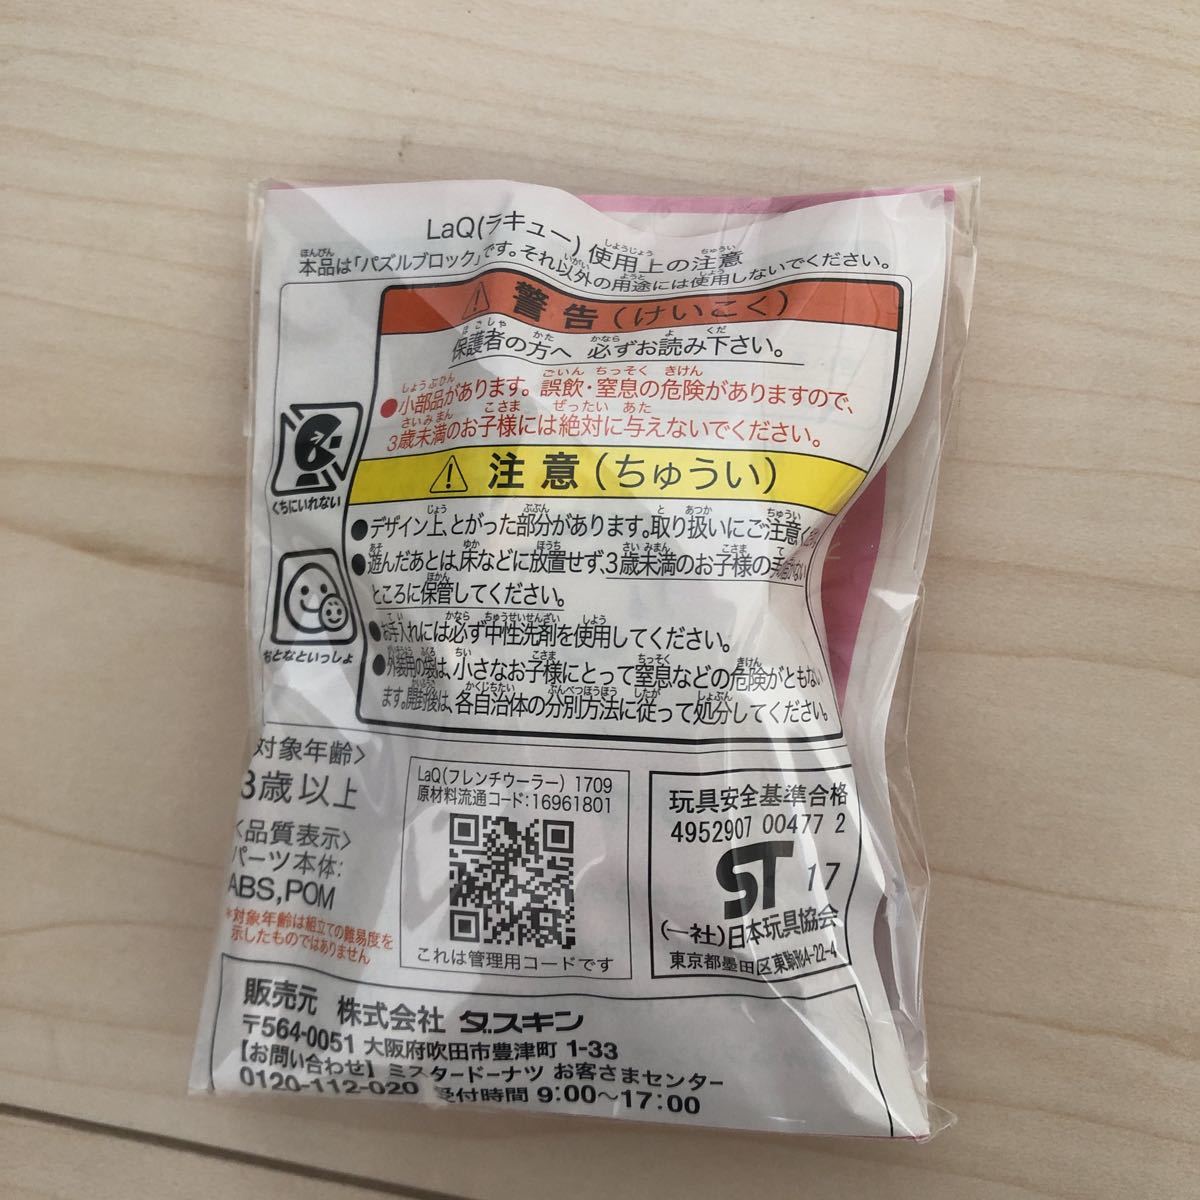 LaQ(ラキュー)使用上の注意
本品は「パズルブロック」です。それ以外の用途には使用しないでください。
警告(けいこく)
保護者の方へ 必ずお読み下さい。
●小部品があります。誤飲・窒息の危険がありますので、
3歳未満のお子様には絶対に与えないでください。
注意(ちゅうい)
●デザイン上、とがった部分があります。取り扱いにご注意
●遊んだあとは、床などに放置せず、3歳未満のお子様の手の届かない
ところに保管してください。
●お手入れには必ず中性洗剤を使用してください。
●外装用の袋は、小さなお子様にとって窒息などの危険がともない
ます。開封後は、各自治体の分別方法に従って処分してください。
くちにいれない
おとなといっしょ
対象年齢〉
3歳以上
〈品質表示〉
パーツ本体:
ABS,POM
*対象年齢は組立ての難易度を
示したものではありません
LaQ(フレンチウーラー) 1709
原材料流通コード:16961801
これは管理用コードです
玩具安全基準合格
4952907 00477 2
ST 17
(一社)日本玩具協会
東京都墨田区東駒形4-22-4
販売元 株式会社 ダスキン
〒564-0051 大阪府吹田市豊津町 1-33
【お問い合わせ】ミスタードーナツ お客さまセンター
0120-112-020 受付時間 9:00〜17:00